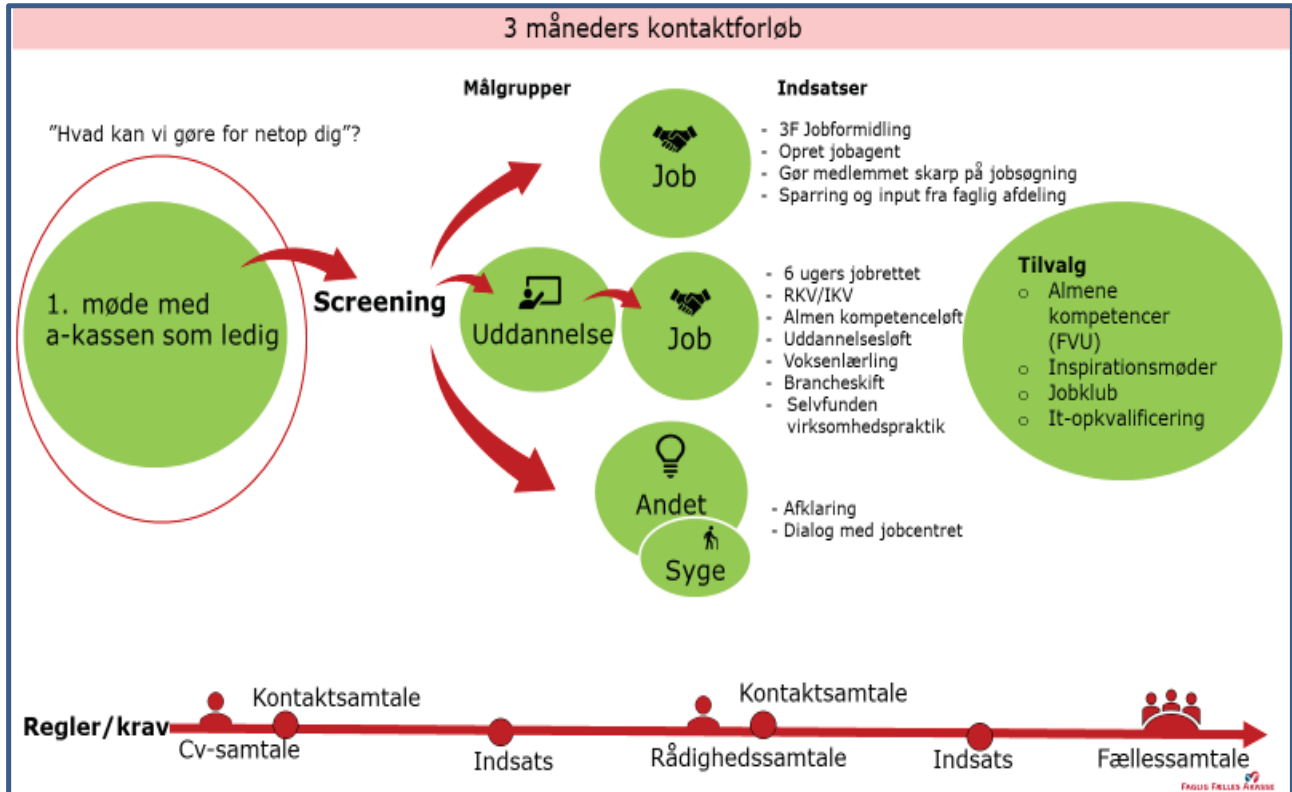 3 måneders kontaktforløb
Målgrupper
Indsatser
"Hvad kan vi gøre for netop dig"?
1. møde med
a-kassen som ledig
Screening
Job
- 3F Jobformidling
- Opret jobagent
- Gør medlemmet skarp på jobsøgning
- Sparring og input fra faglig afdeling
Uddannelse
Job
- 6 ugers jobrettet
- RKV/IKV
- Almen kompetenceløft
- Uddannelsesløft
- Voksenlærling
- Brancheskift
- Selvfunden
virksomhedspraktik
Tilvalg
o Almene
kompetencer
(FVU)
o Inspirationsmøder
o Jobklub
o It-opkvalificering
Andet
Syge
- Afklaring
- Dialog med jobcentret
Regler/krav
Cv-samtale
Kontaktsamtale
Indsats
Rådighedssamtale
Kontaktsamtale
Indsats
Fællessamtale
FAGLIG FÆLLES AKASSE